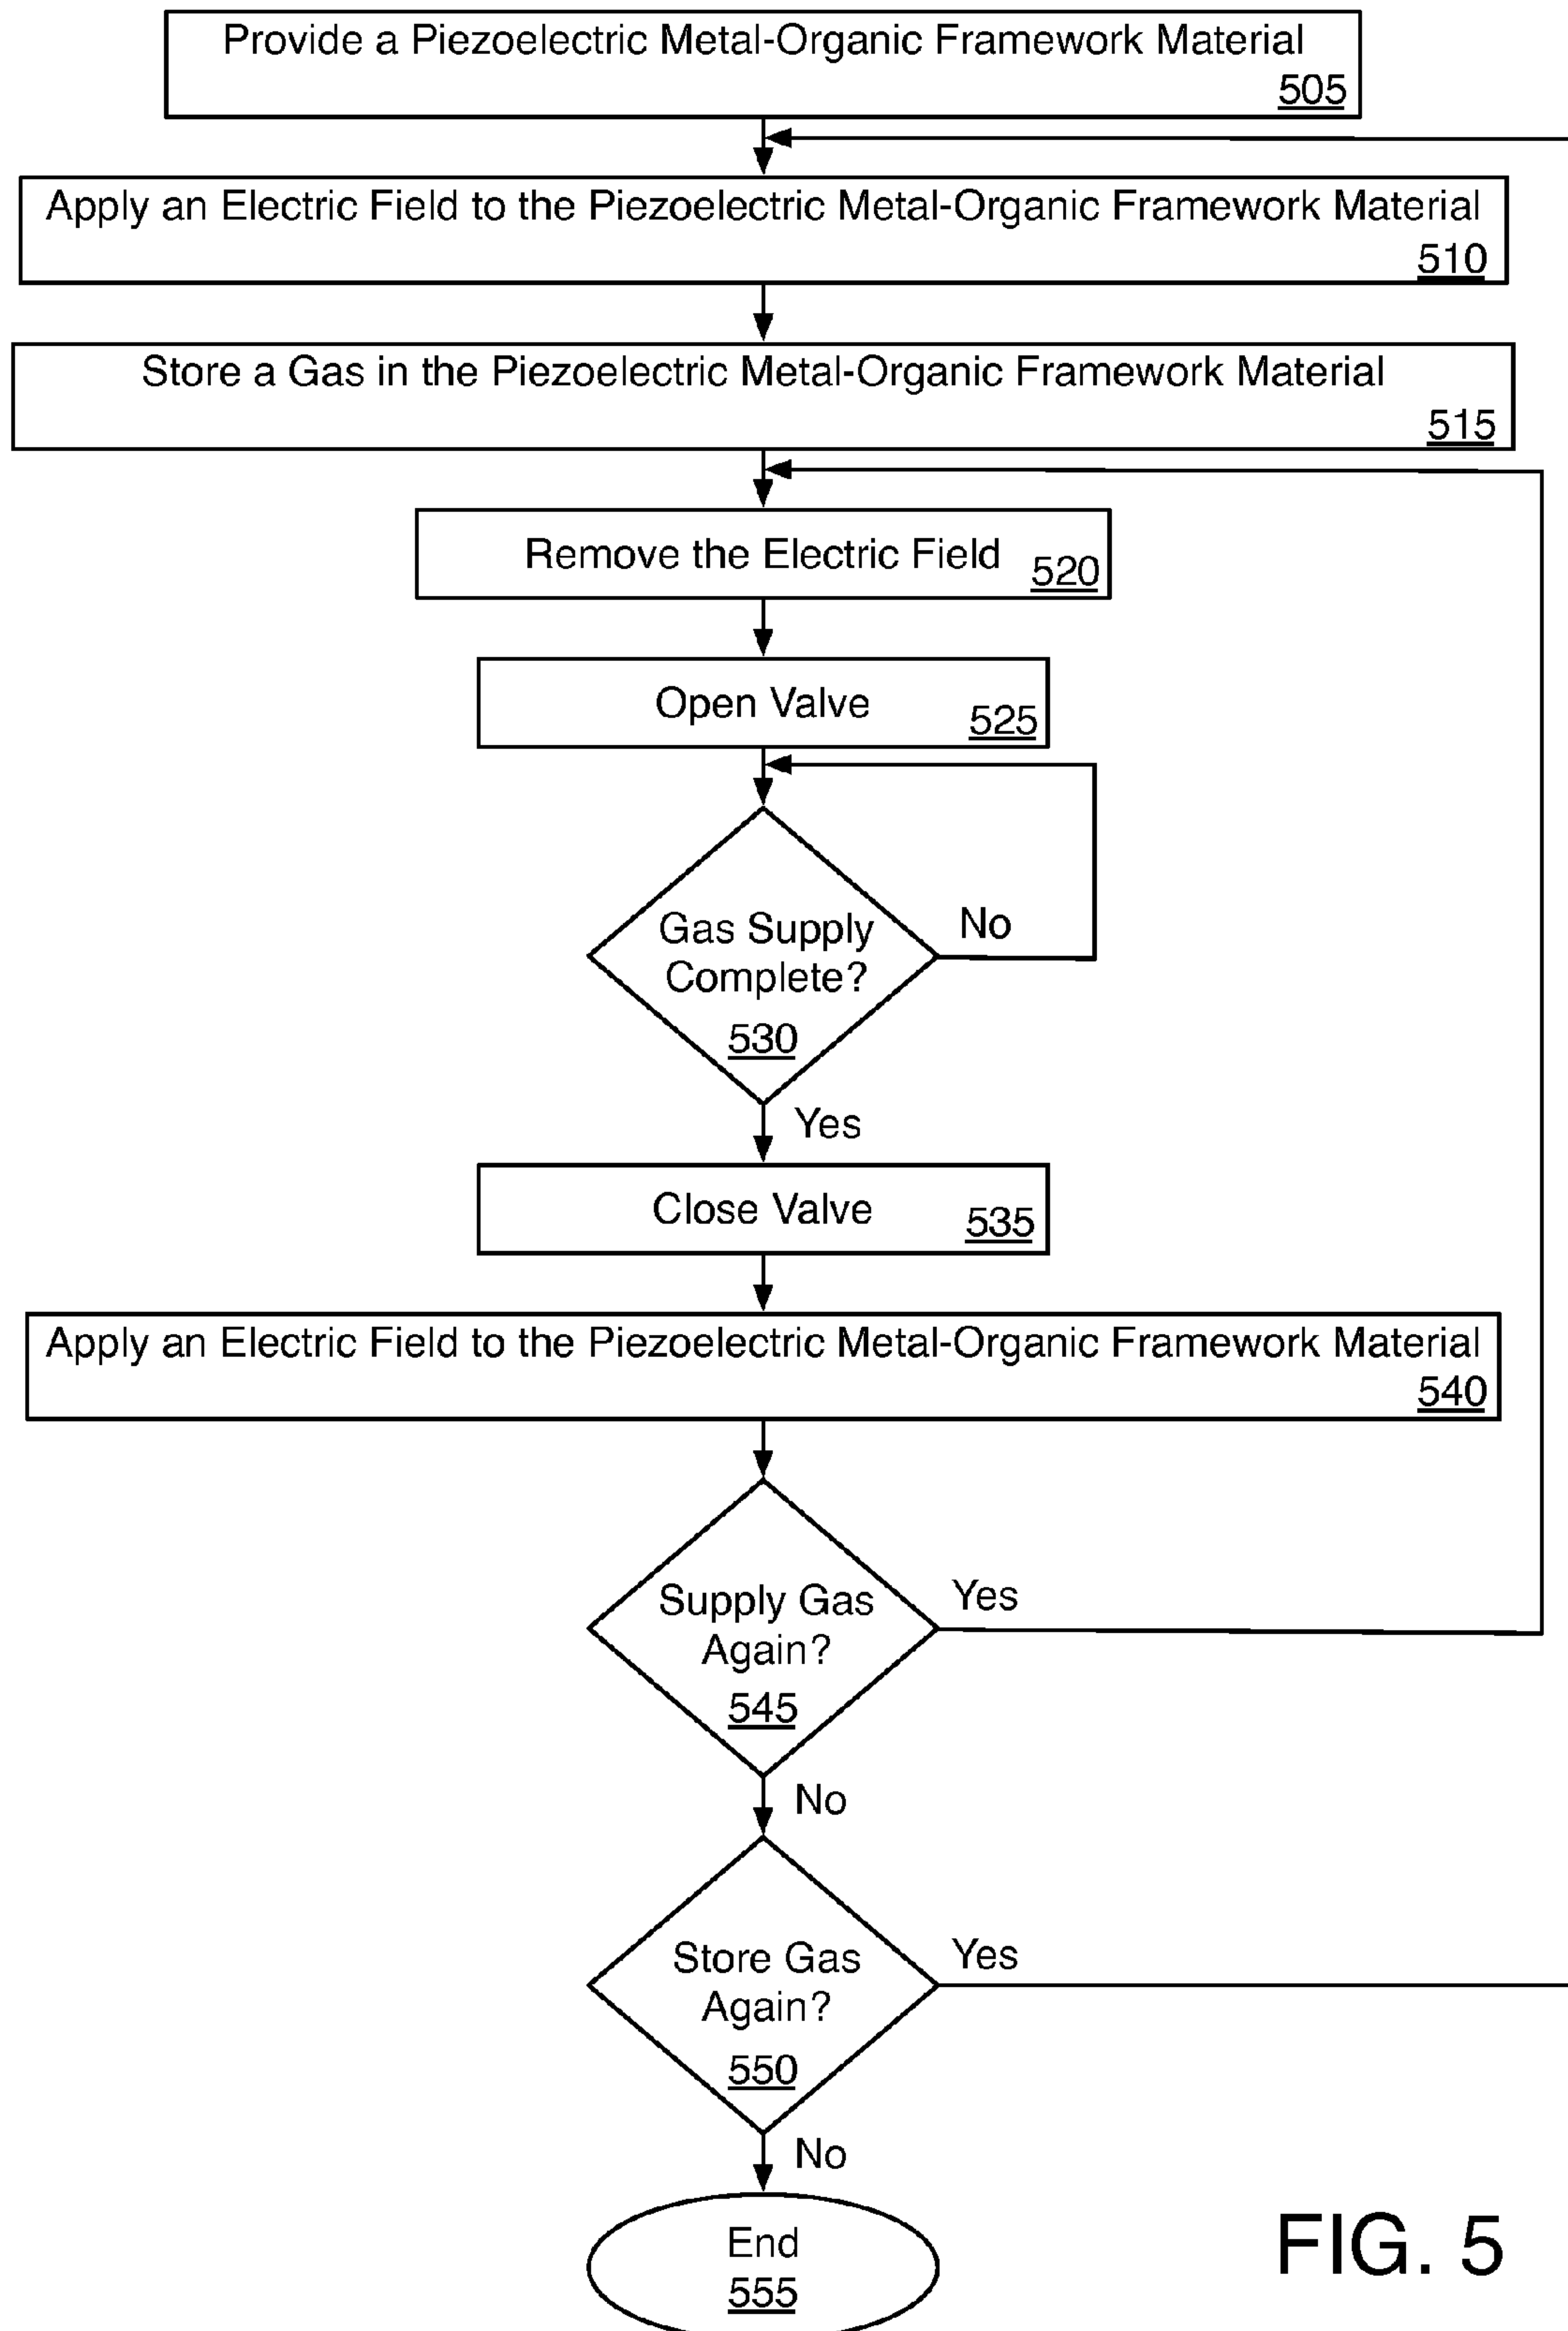 Provide a Piezoelectric Metal-Organic Framework Material
505
Apply an Electric Field to the Piezoelectric Metal-Organic Framework Material
510
Store a Gas in the Piezoelectric Metal-Organic Framework Material
515
Remove the Electric Field
520
Open Valve
525
Gas Supply
Complete?
530
No
Yes
Close Valve
535
Apply an Electric Field to the Piezoelectric Metal-Organic Framework Material
540
Supply Gas
Again?
545
Yes
No
Store Gas
Again?
550
Yes
No
End
555
FIG. 5